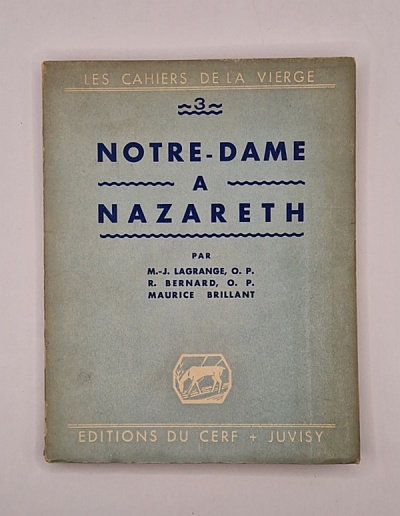 LES CAHIERS DE LA VIERGE
3
NOTRE-DAME
A
NAZARETH
PAR
M.-J. LAGRANGE, O. P.
R. BERNARD, O. P.
MAURICE BRILLANT
EDITIONS DU CERF + JUVISY